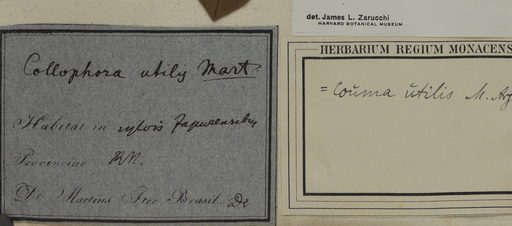 det. James L. Zarucchi
HARVARD BOTANICAL MUSEUM
Collophora utilis Mart.
Habitat in sylvis Japurensibus
Provinciae R.N.
Dr. Martius Iter Brasil.
HERBARIUM REGIUM MONACENS
= Couma utilis M. Arg